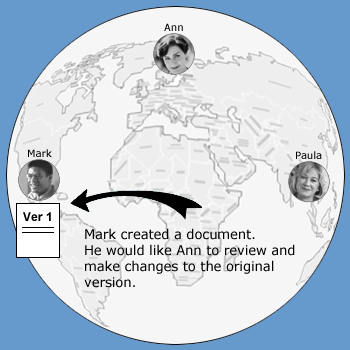 Ann
Mark
Paula
Ver 1
Mark created a document.
He would like Ann to review and
make changes to the original
version.